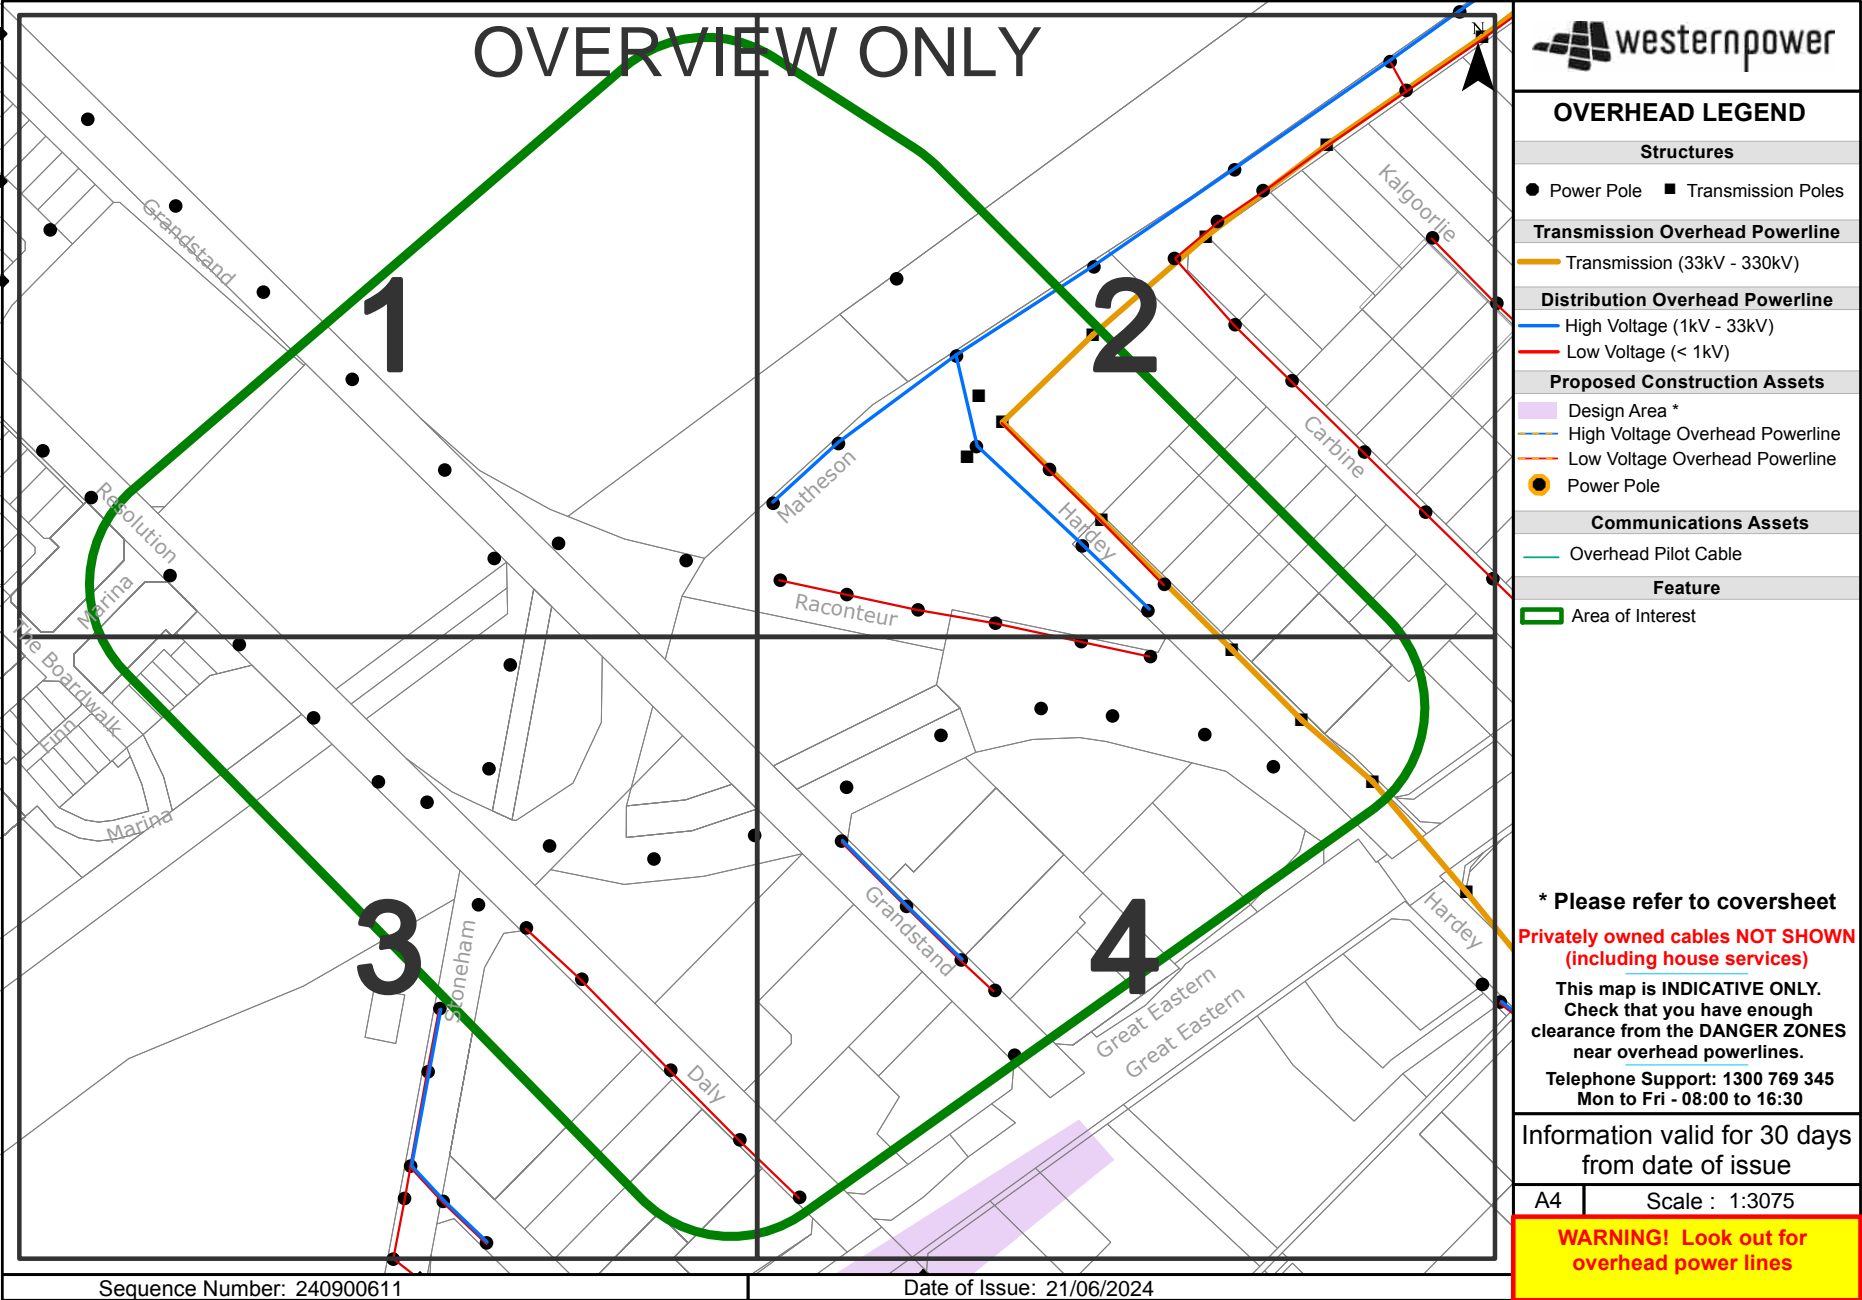 OVERVIEW ONLY
N
Grandstand
1
2
Kalgoorlie
Carbine
Matheson
Hardey
Resolution
Marina
Raconteur
The Boardwalk
Finn
Marina
3
Stoneham
Daly
Grandstand
4
Great Eastern
Great Eastern
Hardey
westernpower
OVERHEAD LEGEND
Structures
Power Pole
Transmission Poles
Transmission Overhead Powerline
Transmission (33kV - 330kV)
Distribution Overhead Powerline
High Voltage (1kV - 33kV)
Low Voltage (< 1kV)
Proposed Construction Assets
Design Area *
High Voltage Overhead Powerline
Low Voltage Overhead Powerline
Power Pole
Communications Assets
Overhead Pilot Cable
Feature
Area of Interest
* Please refer to coversheet
Privately owned cables NOT SHOWN
(including house services)
This map is INDICATIVE ONLY.
Check that you have enough
clearance from the DANGER ZONES
near overhead powerlines.
Telephone Support: 1300 769 345
Mon to Fri - 08:00 to 16:30
Information valid for 30 days
from date of issue
A4
Scale : 1:3075
WARNING! Look out for
overhead power lines
Sequence Number: 240900611
Date of Issue: 21/06/2024